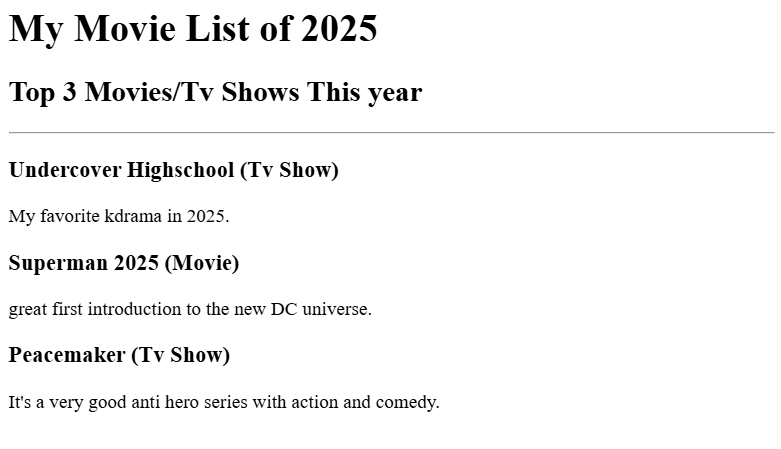 My Movie List of 2025
Top 3 Movies/Tv Shows This year
Undercover Highschool (Tv Show)
My favorite kdrama in 2025.
Superman 2025 (Movie)
great first introduction to the new DC universe.
Peacemaker (Tv Show)
It's a very good anti hero series with action and comedy.